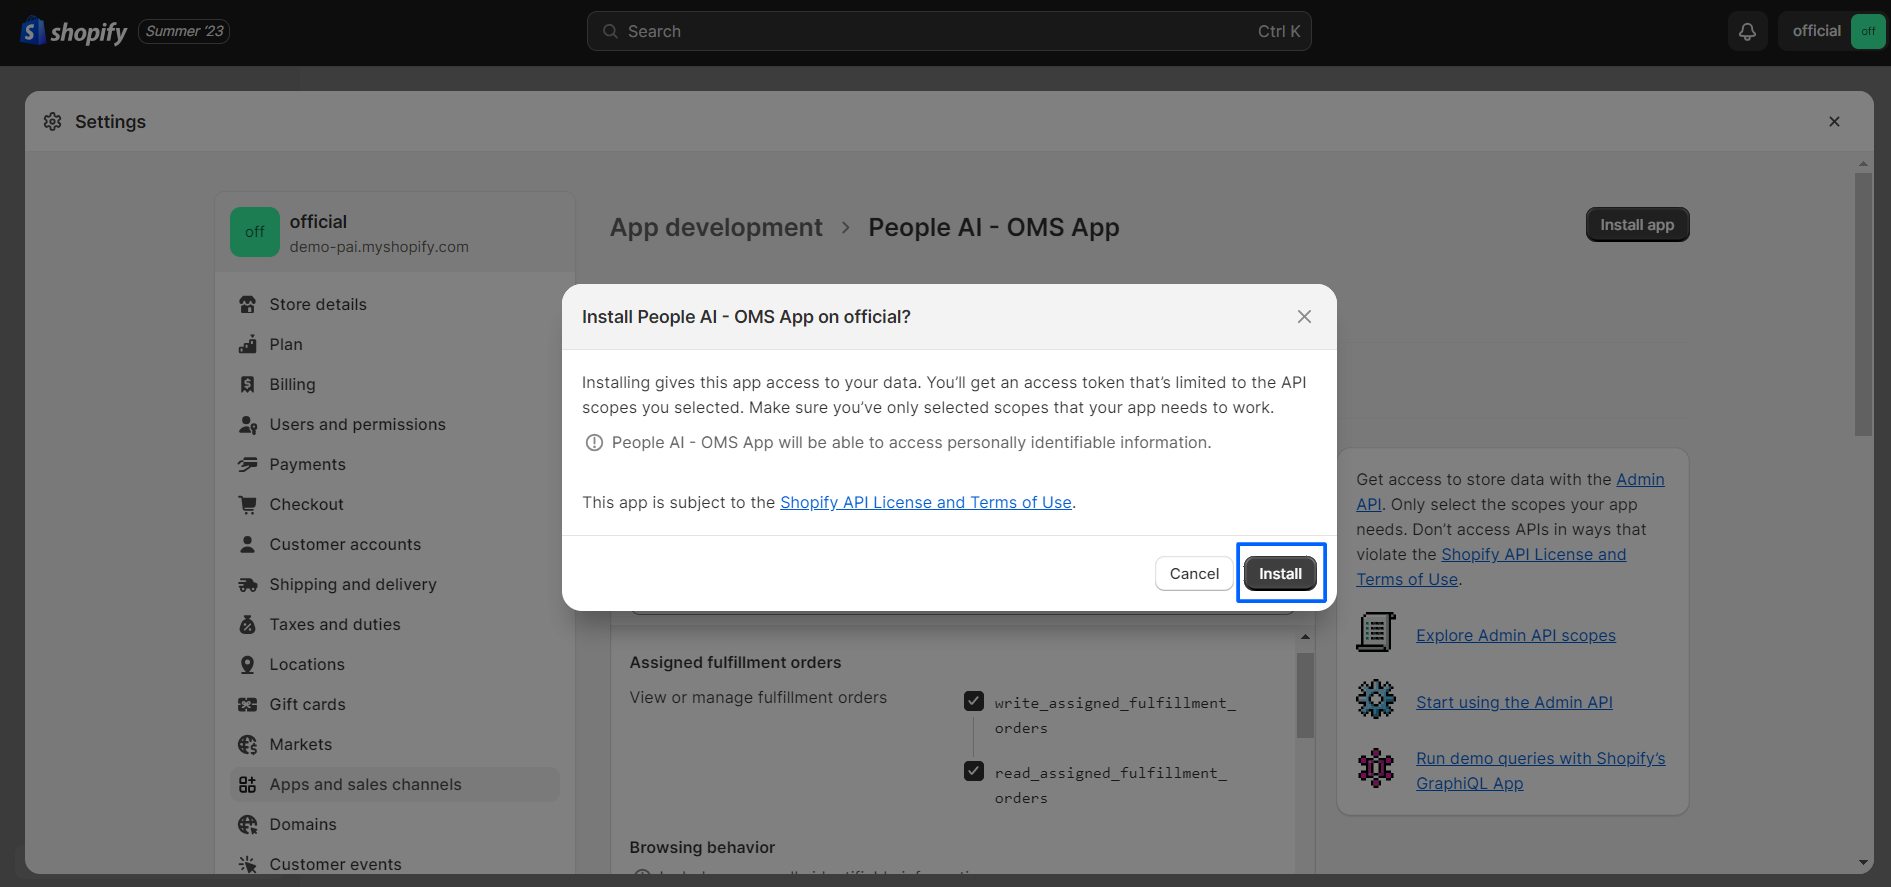 shopify
Summer '23
Search
Ctrl K
official
off
Settings
off
official
demo-pai.myshopify.com
Store details
Plan
Billing
Users and permissions
Payments
Checkout
Customer accounts
Shipping and delivery
Taxes and duties
Locations
Gift cards
Markets
Apps and sales channels
Domains
Customer events
App development › People AI - OMS App
Install app
Install People AI - OMS App on official?
Installing gives this app access to your data. You'll get an access token that's limited to the API
scopes you selected. Make sure you've only selected scopes that your app needs to work.
People AI - OMS App will be able to access personally identifiable information.
This app is subject to the Shopify API License and Terms of Use.
Cancel
Install
Assigned fulfillment orders
View or manage fulfillment orders
write_assigned_fulfillment_
orders
read_assigned_fulfillment_
orders
Browsing behavior
Get access to store data with the Admin
API. Only select the scopes your app
needs. Don't access APIs in ways that
violate the Shopify API License and
Terms of Use.
Explore Admin API scopes
Start using the Admin API
Run demo queries with Shopify's
GraphiQL App